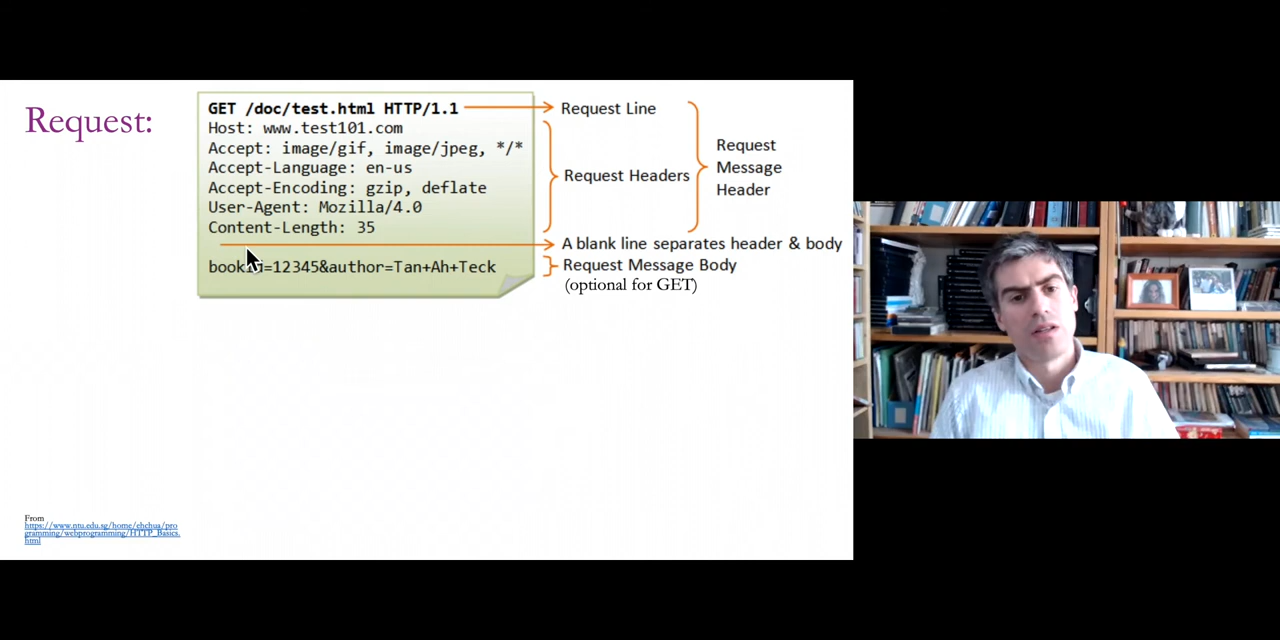 Request:
GET /doc/test.html HTTP/1.1
Host: www.test101.com
Accept: image/gif, image/jpeg, */*
Accept-Language: en-us
Accept-Encoding: gzip, deflate
User-Agent: Mozilla/4.0
Content-Length: 35
=12345&author=Tan+Ah+Teck
Request Line
Request Headers
Request
Message
Header
A blank line separates header & body
Request Message Body
(optional for GET)
From
https://www.ntu.edu.sg/home/ehchua/pro
gramming/webprogramming/HTTP_Basics.
html